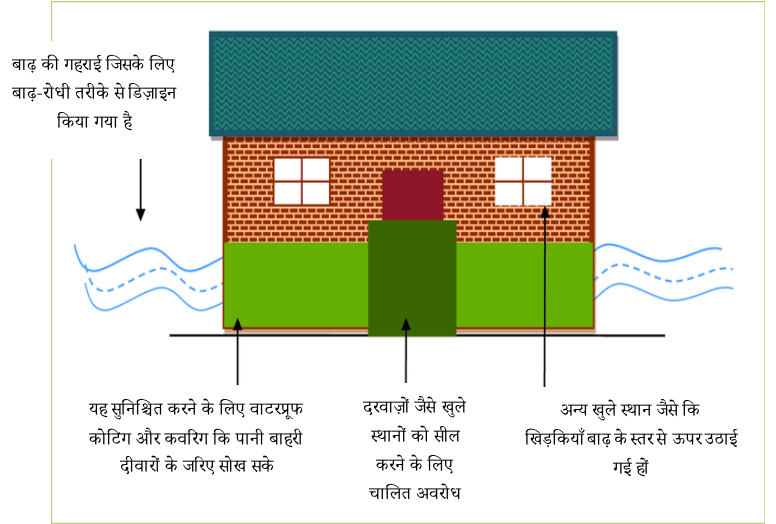 बाढ़ की गहराई जिसके लिए
बाढ़-रोधी तरीके से डिज़ाइन
किया गया है
यह सुनिश्चित करने के लिए वाटरप्रूफ
कोटिग और कवरिग कि पानी बाहरी
दीवारों के जरिए सोख सके
दरवाज़ों जैसे खुले
स्थानों को सील
करने के लिए
चालित अवरोध
अन्य खुले स्थान जैसे कि
खिड़कियाँ बाढ़ के स्तर से ऊपर उठाई
गई हों